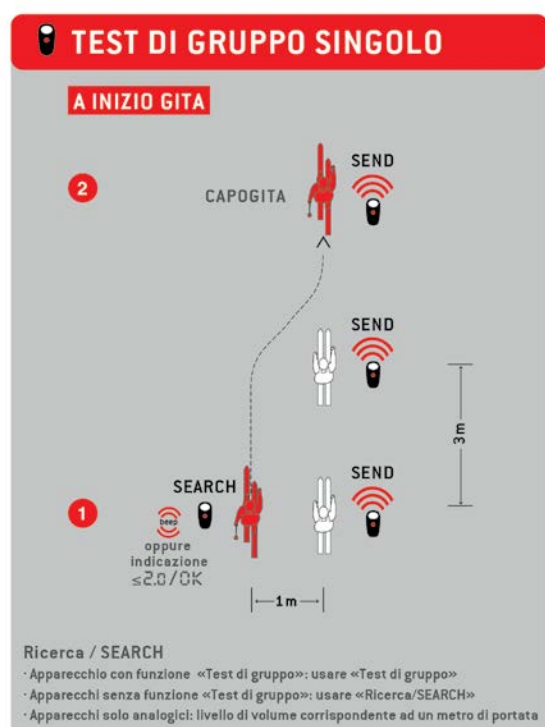 TEST DI GRUPPO SINGOLO
A INIZIO GITA
2
CAPOGITA
SEND
SEND
3m
SEND
SEARCH
1
beep
oppure
indicazione
≤2.0/OK
1m
Ricerca / SEARCH
· Apparecchio con funzione «Test di gruppo»: usare «Test di gruppo»
· Apparecchi senza funzione «Test di gruppo»: usare «Ricerca/SEARCH»
· Apparecchi solo analogici: livello di volume corrispondente ad un metro di portata